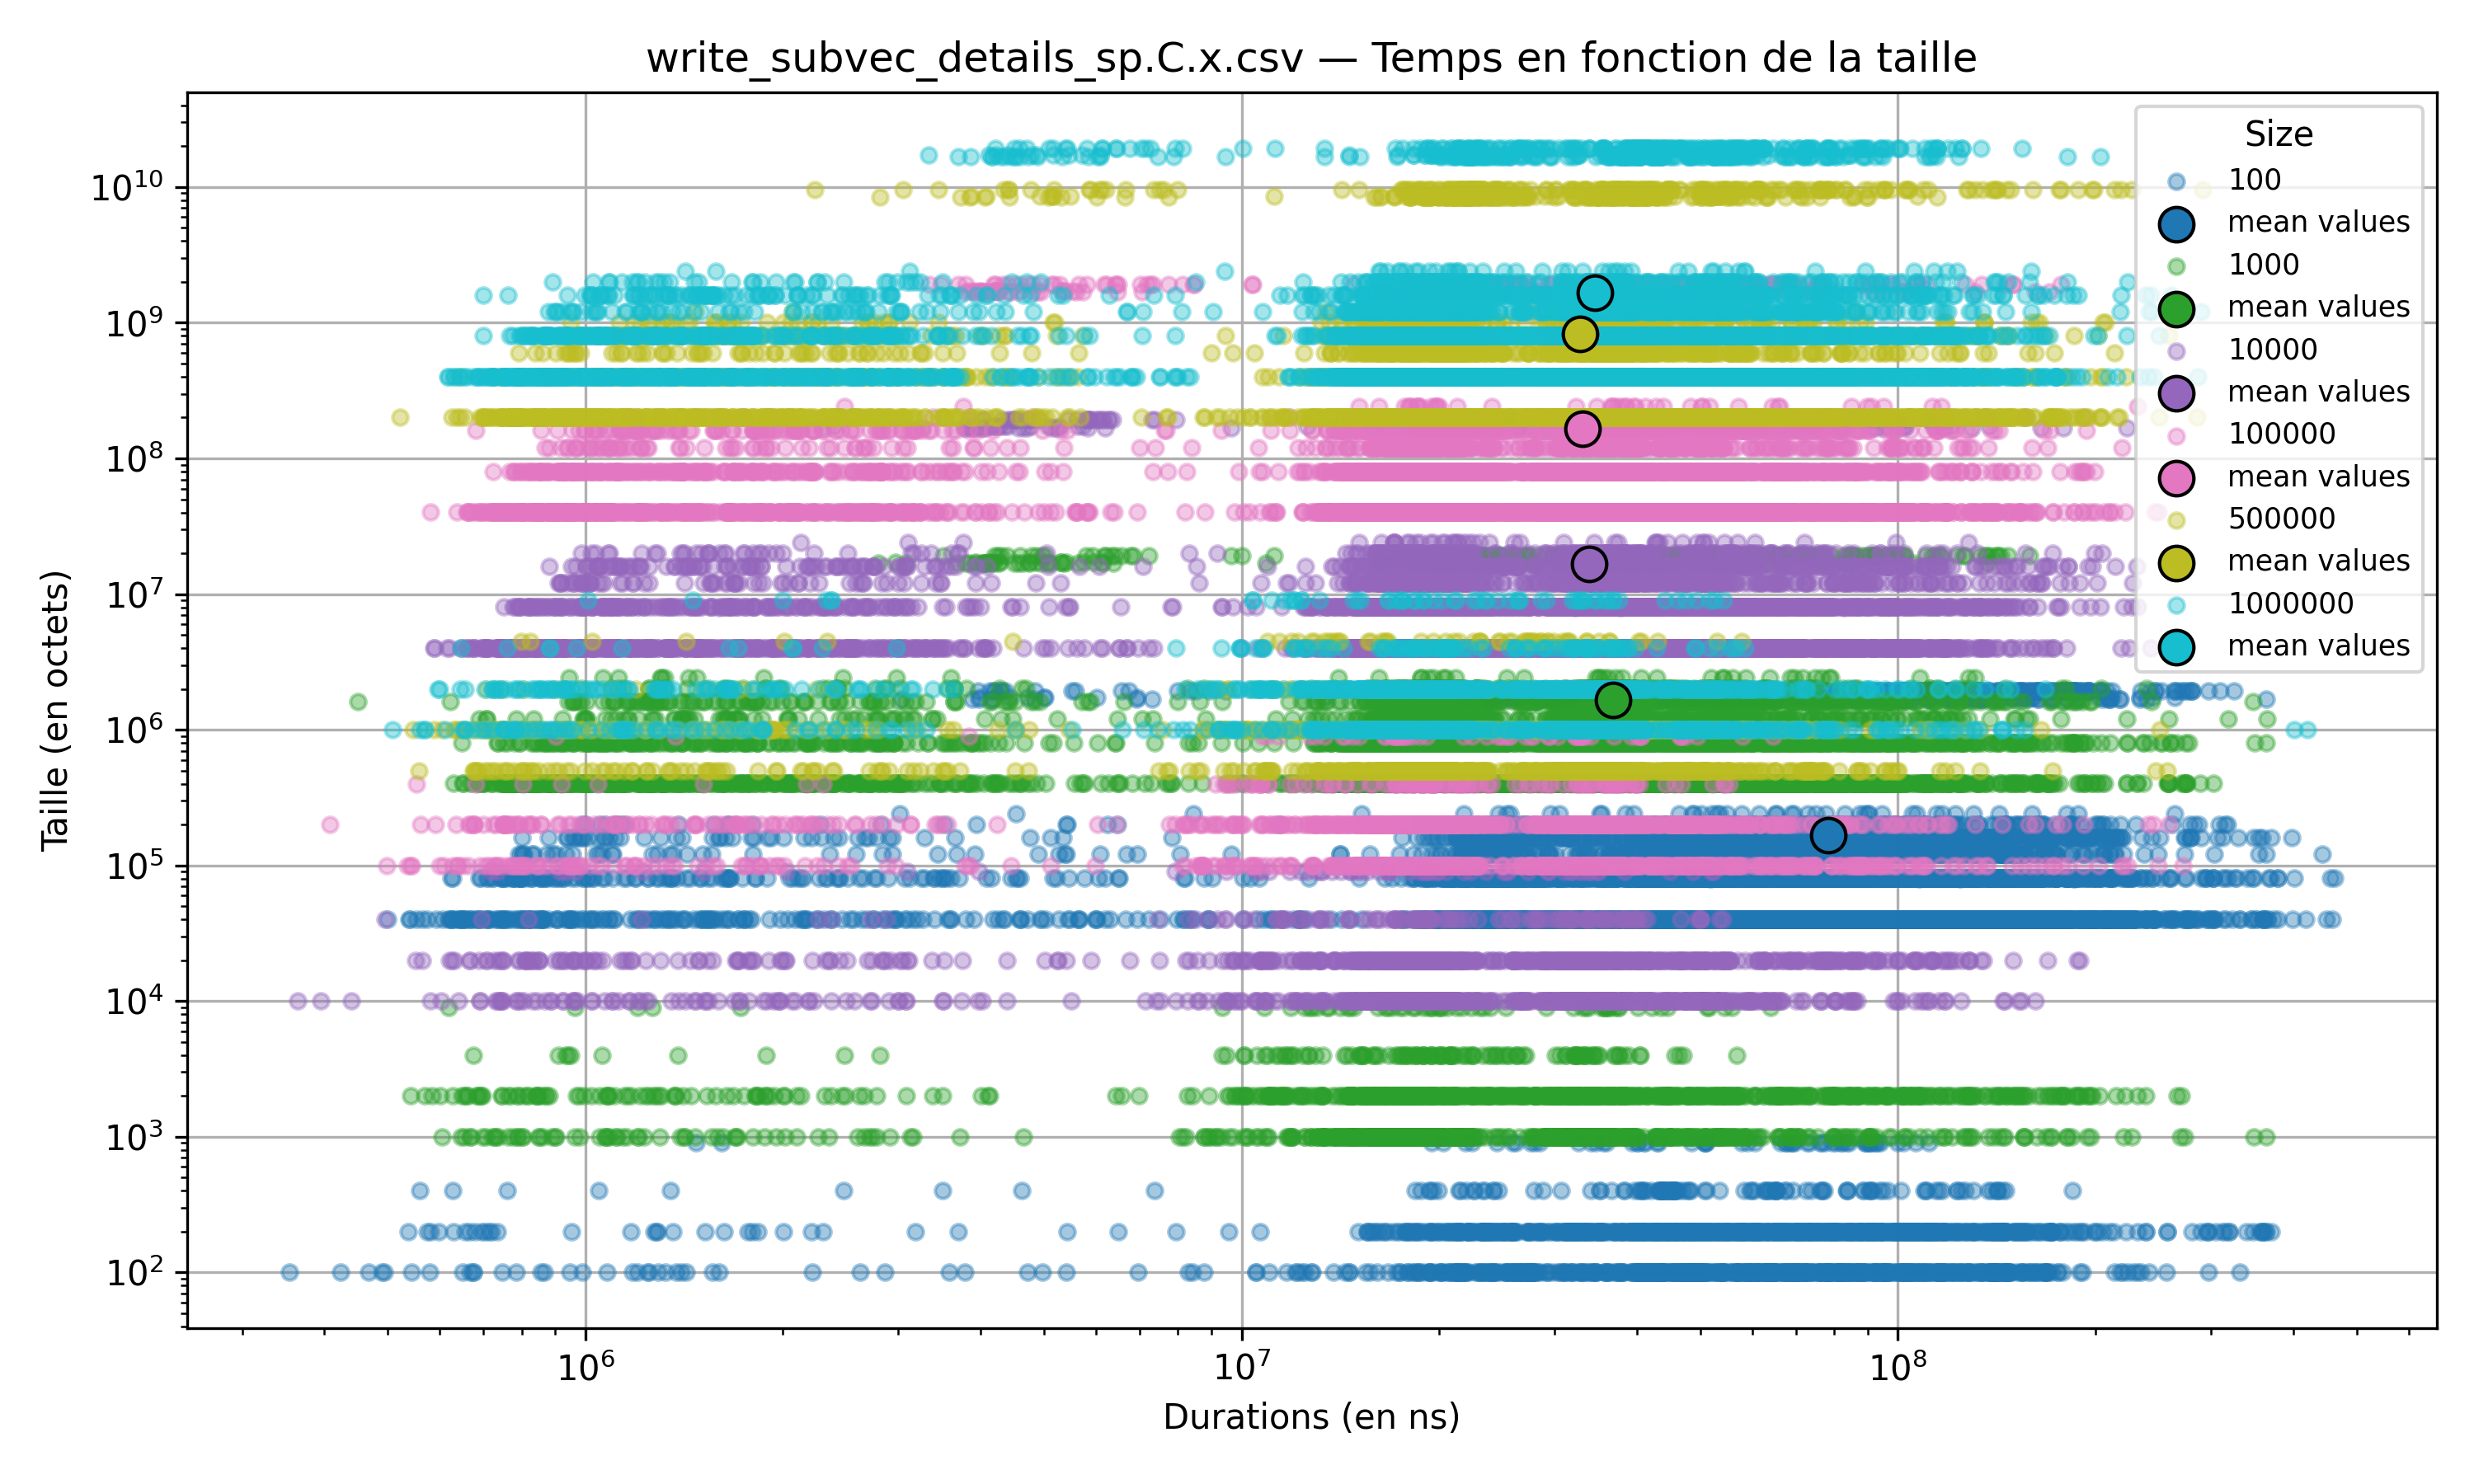 write_subvec_details_sp.C.x.csv — Temps en fonction de la taille
Taille (en octets)
10^10
10^9
10^8
10^7
10^6
10^5
10^4
10^3
10^2
10^6
10^7
10^8
Durations (en ns)
Size
100
mean values
1000
mean values
10000
mean values
100000
mean values
500000
mean values
1000000
mean values